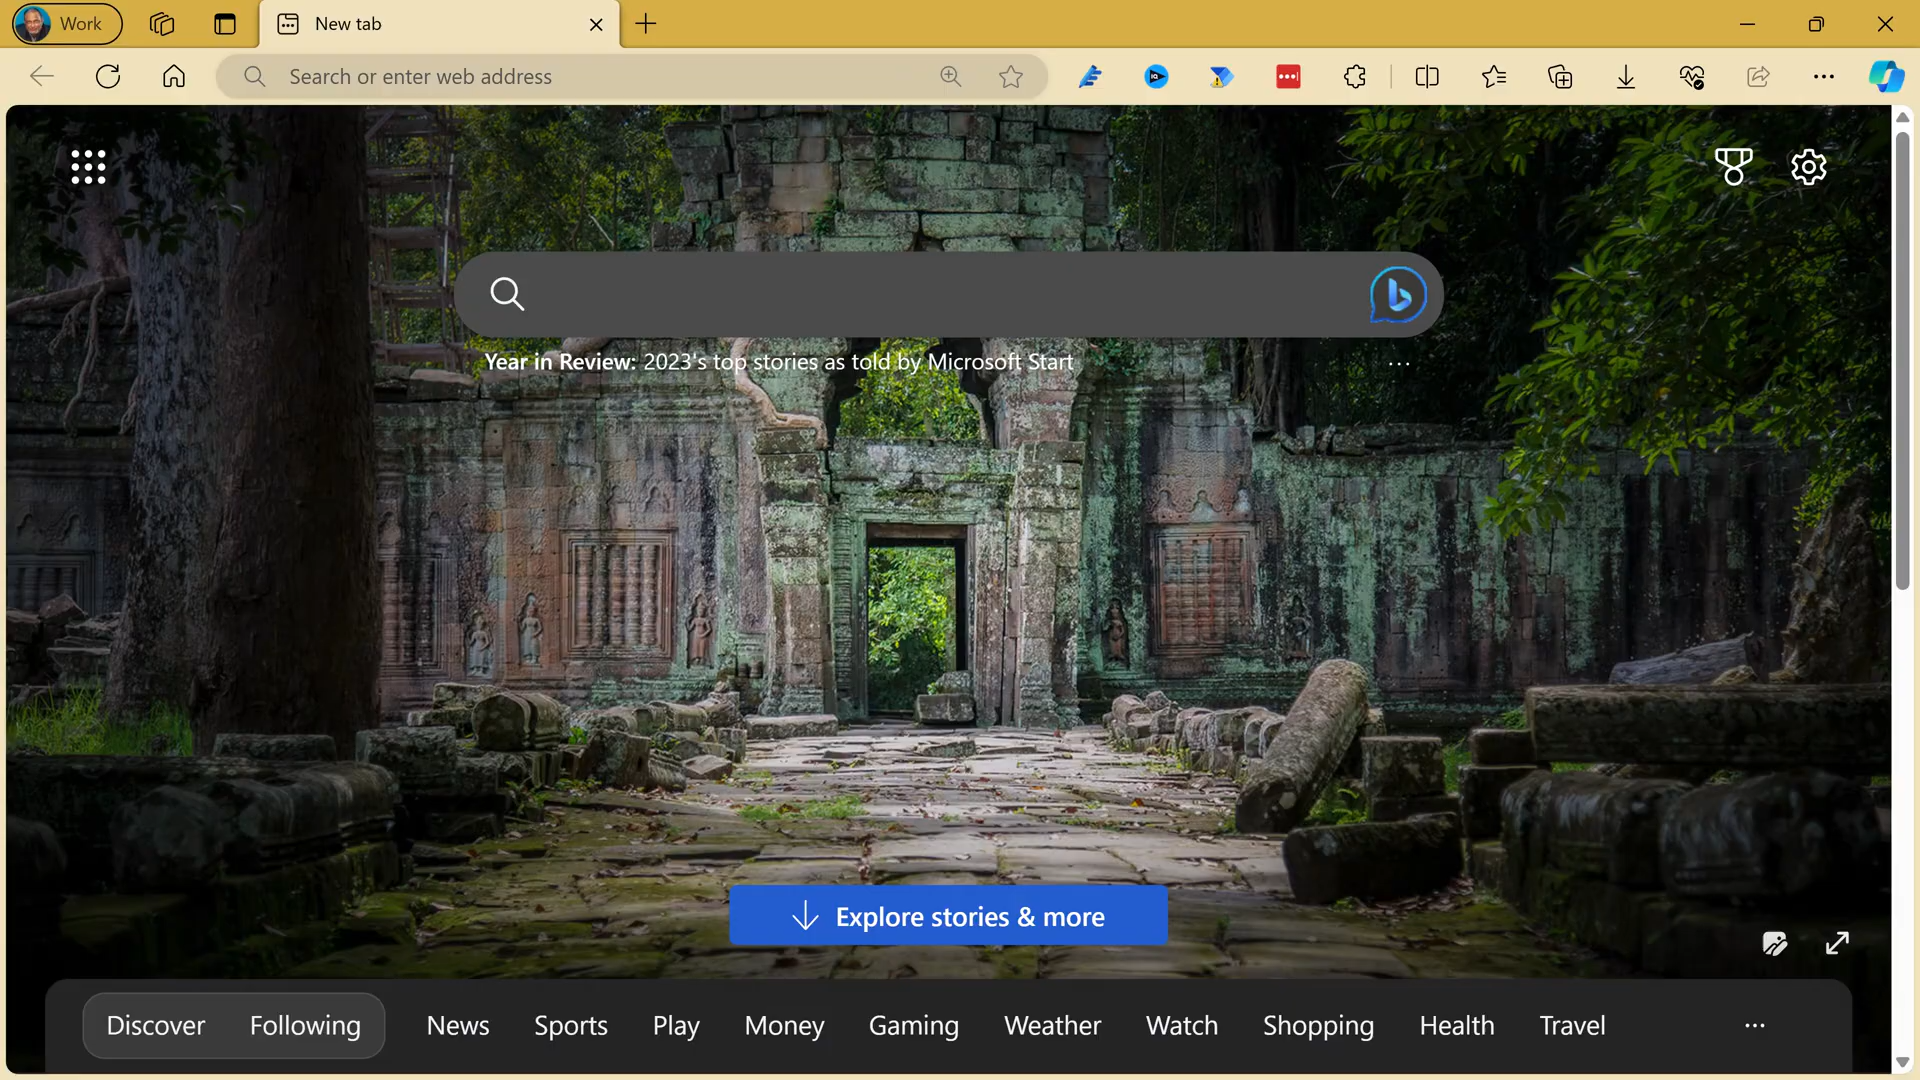 Work
New tab
Search or enter web address
Year in Review: 2023's top stories as told by Microsoft Start
Explore stories & more
Discover Following News Sports Play Money Gaming Weather Watch Shopping Health Travel